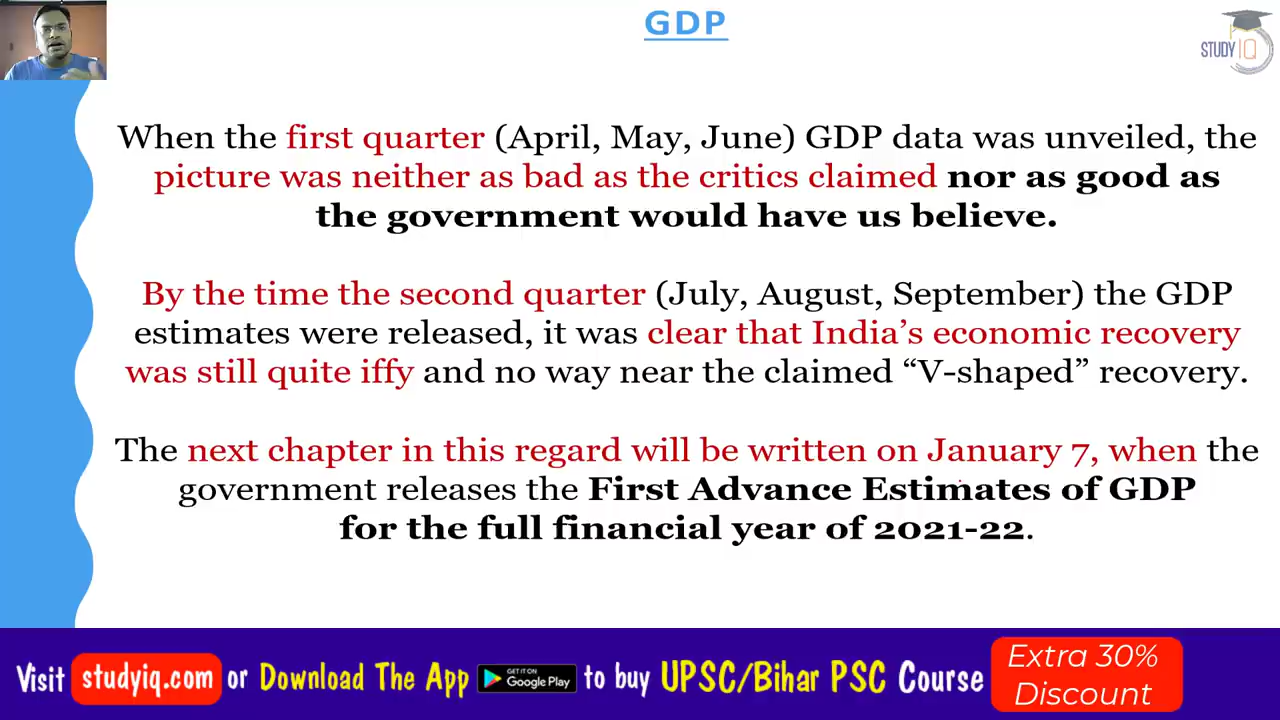 GDP
STUDY IQ
When the first quarter (April, May, June) GDP data was unveiled, the
picture was neither as bad as the critics claimed nor as good as
the government would have us believe.
By the time the second quarter (July, August, September) the GDP
estimates were released, it was clear that India’s economic recovery
was still quite iffy and no way near the claimed “V-shaped” recovery.
The next chapter in this regard will be written on January 7, when the
government releases the First Advance Estimates of GDP
for the full financial year of 2021-22.
Visit studyiq.com or Download The App GET IT ON Google Play to buy UPSC/Bihar PSC Course
Extra 30%
Discount